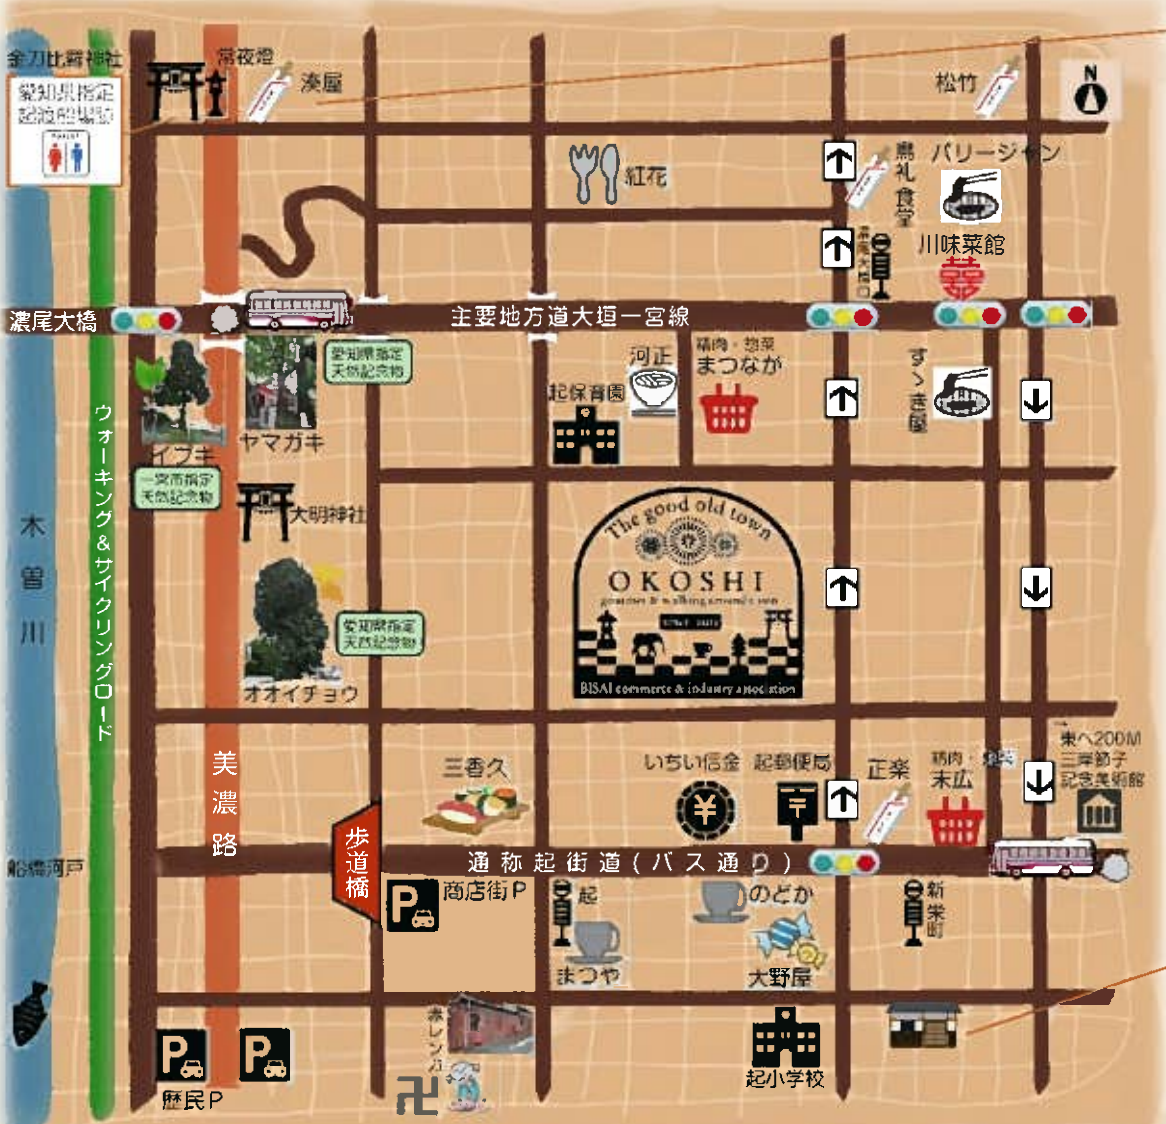 金刀比羅神社
愛知県指定
起渡船場跡
常夜燈
湊屋
松竹
N
紅花
鳥礼 食堂
パリージャン
川味菜館
囍
濃尾大橋口
濃尾大橋
主要地方道大垣一宮線
愛知県指定
天然記念物
イブキ
一宮市指定
天然記念物
ヤマガキ
起保育園
河正
精肉・惣菜
まつなが
すゝき屋
大明神社
愛知県指定
天然記念物
オオイチョウ
ウォーキング&サイクリングロード
木曽川
The good old town
OKOSHI
BISAI commerce & industry association
美濃路
三香久
いちい信金
¥
起郵便局
〒
正楽
精肉・惣菜
末広
東へ200M
三岸節子
記念美術館
歩道橋
通称起街道(バス通り)
船橋河戸
P
商店街P
起
まつや
のどか
大野屋
新栄町
P
P
歴民P
赤レンガ
卍
起小学校